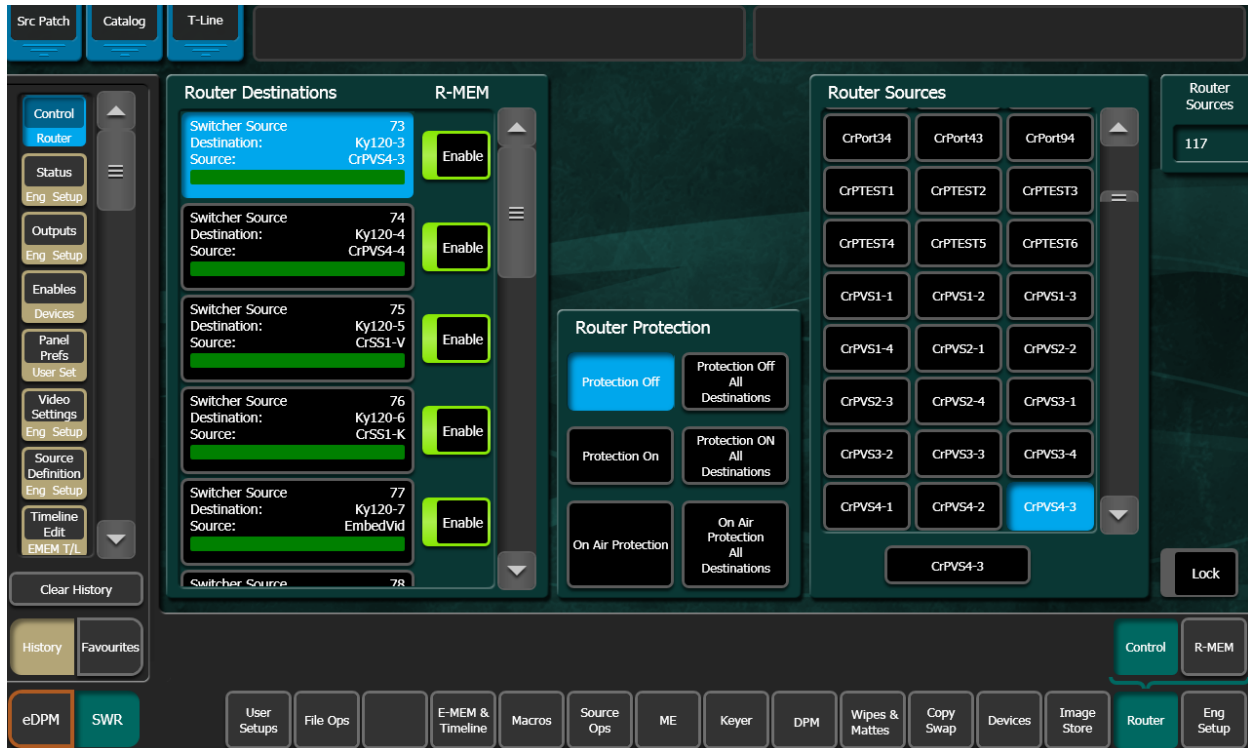 Src Patch
Catalog
T-Line
Control
Router
Status
Eng Setup
Outputs
Eng Setup
Enables
Devices
Panel
Prefs
User Set
Video
Settings
Eng Setup
Source
Definition
Eng Setup
Timeline
Edit
EMEM T/L
Clear History
History
Favourites
Router Destinations R-MEM
Switcher Source 73
Destination: Ky120-3
Source: CrPVS4-3
Enable
Switcher Source 74
Destination: Ky120-4
Source: CrPVS4-4
Enable
Switcher Source 75
Destination: Ky120-5
Source: CrSS1-V
Enable
Switcher Source 76
Destination: Ky120-6
Source: CrSS1-K
Enable
Switcher Source 77
Destination: Ky120-7
Source: EmbedVid
Enable
Switcher Source 78
Router Protection
Protection Off
Protection Off
All
Destinations
Protection On
Protection ON
All
Destinations
On Air Protection
On Air
Protection
All
Destinations
Router Sources
CrPort34 CrPort43 CrPort94
CrPTEST1 CrPTEST2 CrPTEST3
CrPTEST4 CrPTEST5 CrPTEST6
CrPVS1-1 CrPVS1-2 CrPVS1-3
CrPVS1-4 CrPVS2-1 CrPVS2-2
CrPVS2-3 CrPVS2-4 CrPVS3-1
CrPVS3-2 CrPVS3-3 CrPVS3-4
CrPVS4-1 CrPVS4-2 CrPVS4-3
CrPVS4-3
Router
Sources
117
Lock
Control
R-MEM
eDPM
SWR
User
Setups
File Ops
E-MEM &
Timeline
Macros
Source
Ops
ME
Keyer
DPM
Wipes &
Mattes
Copy
Swap
Devices
Image
Store
Router
Eng
Setup